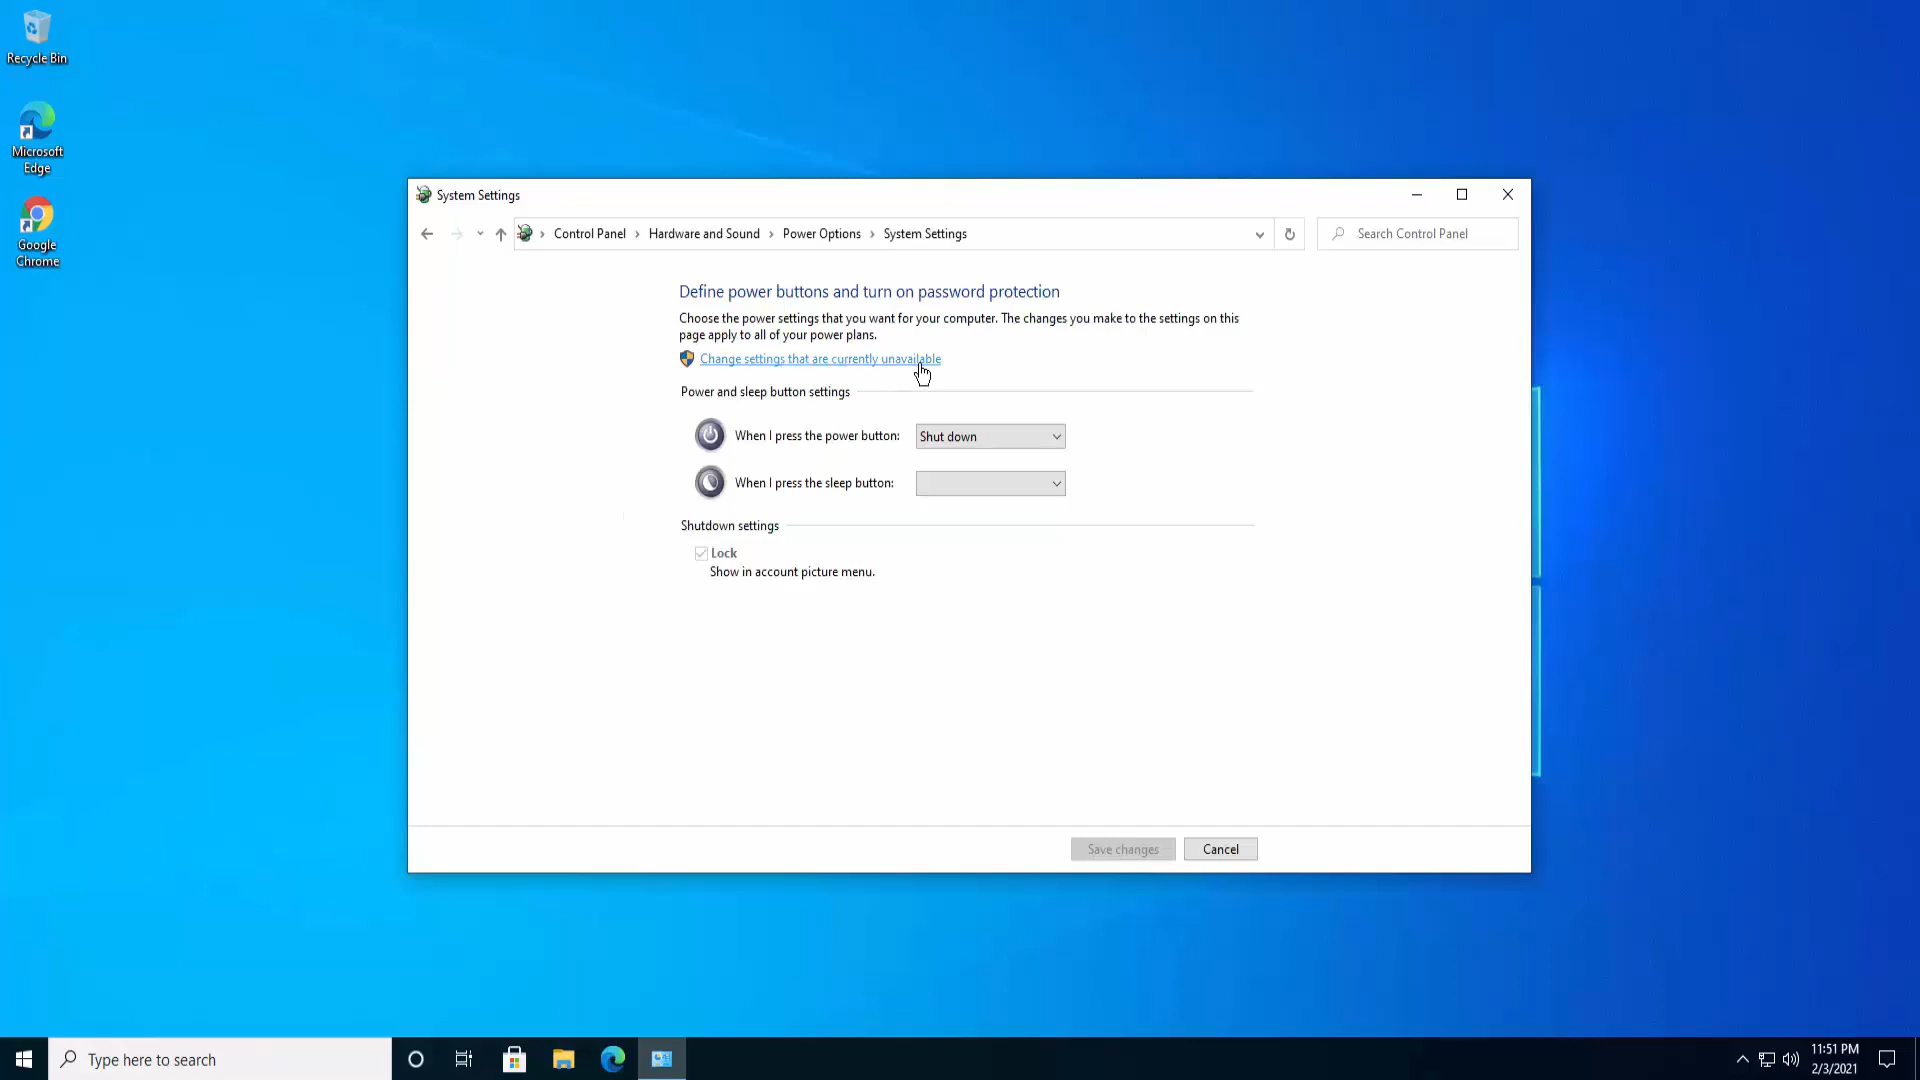 Recycle Bin
Microsoft
Edge
Google
Chrome
System Settings
Control Panel
Hardware and Sound
Power Options
System Settings
Search Control Panel
Define power buttons and turn on password protection
Choose the power settings that you want for your computer. The changes you make to the settings on this
page apply to all of your power plans.
Change settings that are currently unavailable
Power and sleep button settings
When I press the power button:
Shut down
When I press the sleep button:
Shutdown settings
Lock
Show in account picture menu.
Save changes
Cancel
Type here to search
11:51 PM
2/3/2021